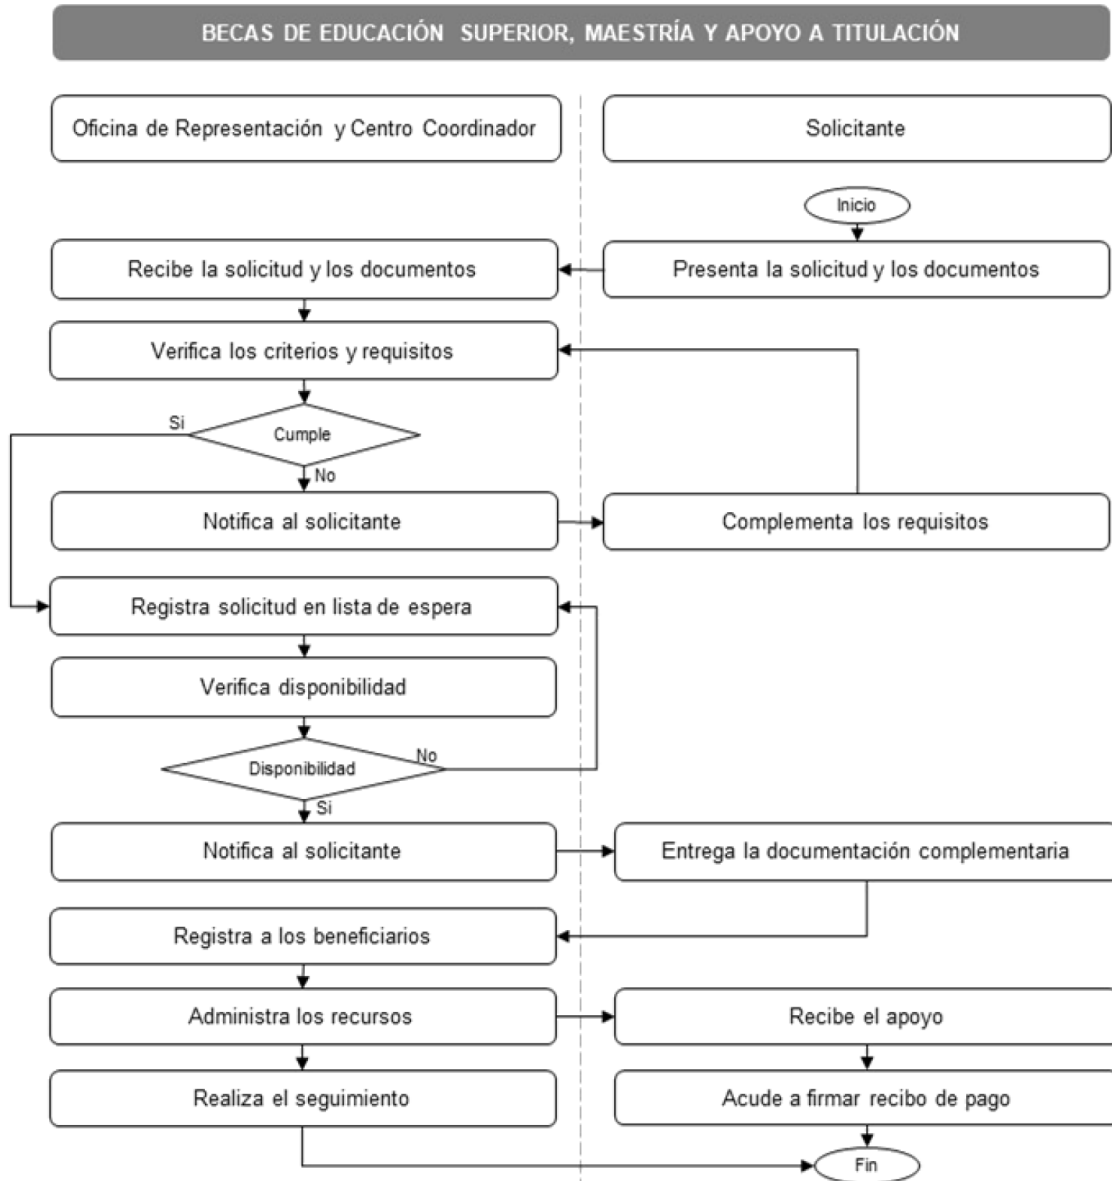 BECAS DE EDUCACIÓN SUPERIOR, MAESTRÍA Y APOYO A TITULACIÓN
Oficina de Representación y Centro Coordinador
Solicitante
Inicio
Presenta la solicitud y los documentos
Recibe la solicitud y los documentos
Verifica los criterios y requisitos
Cumple
Si
No
Notifica al solicitante
Complementa los requisitos
Registra solicitud en lista de espera
Verifica disponibilidad
Disponibilidad
No
Si
Notifica al solicitante
Entrega la documentación complementaria
Registra a los beneficiarios
Administra los recursos
Recibe el apoyo
Realiza el seguimiento
Acude a firmar recibo de pago
Fin